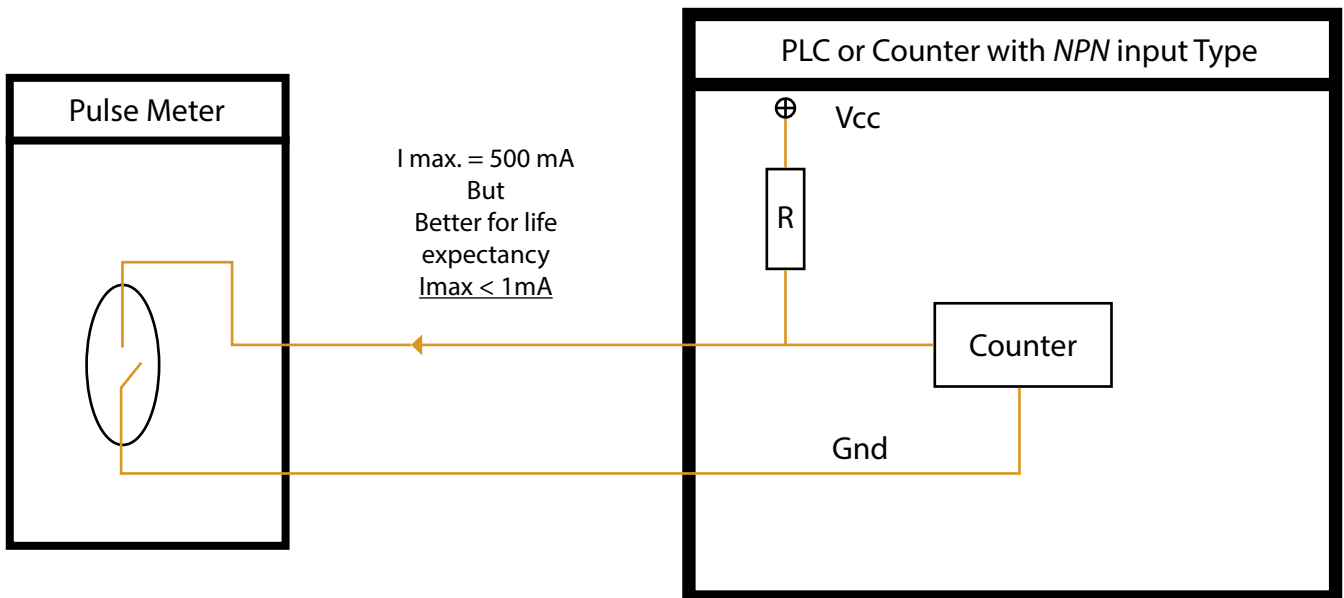 Pulse Meter
I max. = 500 mA
But
Better for life
expectancy
Imax < 1mA
PLC or Counter with NPN input Type
Vcc
R
Counter
Gnd